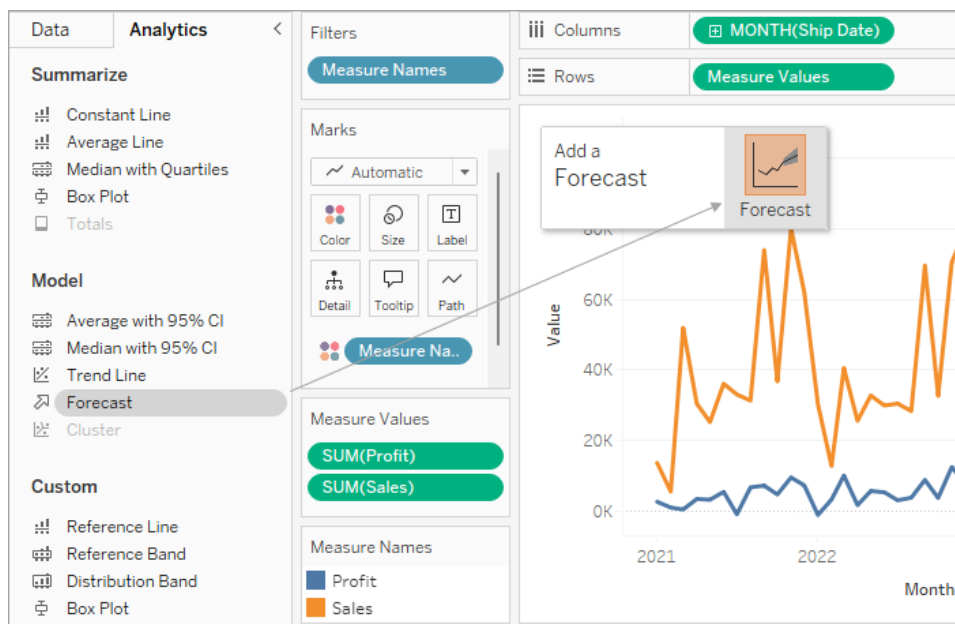 Data
Analytics
Summarize
Constant Line
Average Line
Median with Quartiles
Box Plot
Totals
Model
Average with 95% CI
Median with 95% CI
Trend Line
Forecast
Cluster
Custom
Reference Line
Reference Band
Distribution Band
Box Plot
Filters
Measure Names
Marks
Automatic
Color
Size
Label
Detail
Tooltip
Path
Measure Na..
Measure Values
SUM(Profit)
SUM(Sales)
Measure Names
Profit
Sales
Columns
MONTH(Ship Date)
Rows
Measure Values
Add a
Forecast
Forecast
80K
60K
40K
20K
0K
Value
2021
2022
Month